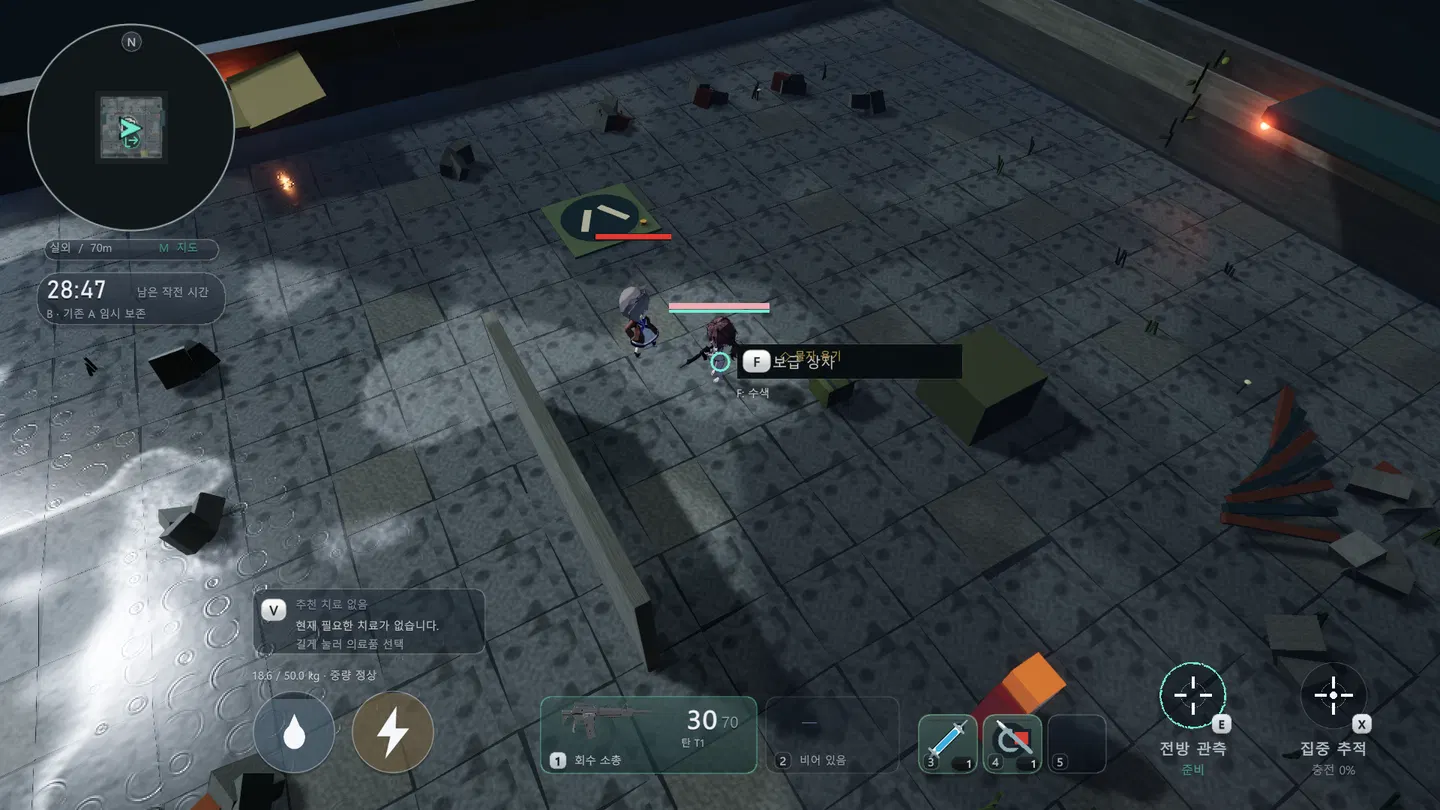 N
실외 / 70m
M 지도
28:47 남은 작전 시간
B · 기존 A 임시 보존
◇ 물자 용기
F 보급 상자
F: 수색
V 추천 치료 없음
현재 필요한 치료가 없습니다.
길게 눌러 의료품 선택
18.6 / 50.0 kg · 중량 정상
30 70
탄 T1
1 회수 소총
—
2 비어 있음
3 1
4 1
5
E
전방 관측
준비
X
집중 추적
충전 0%